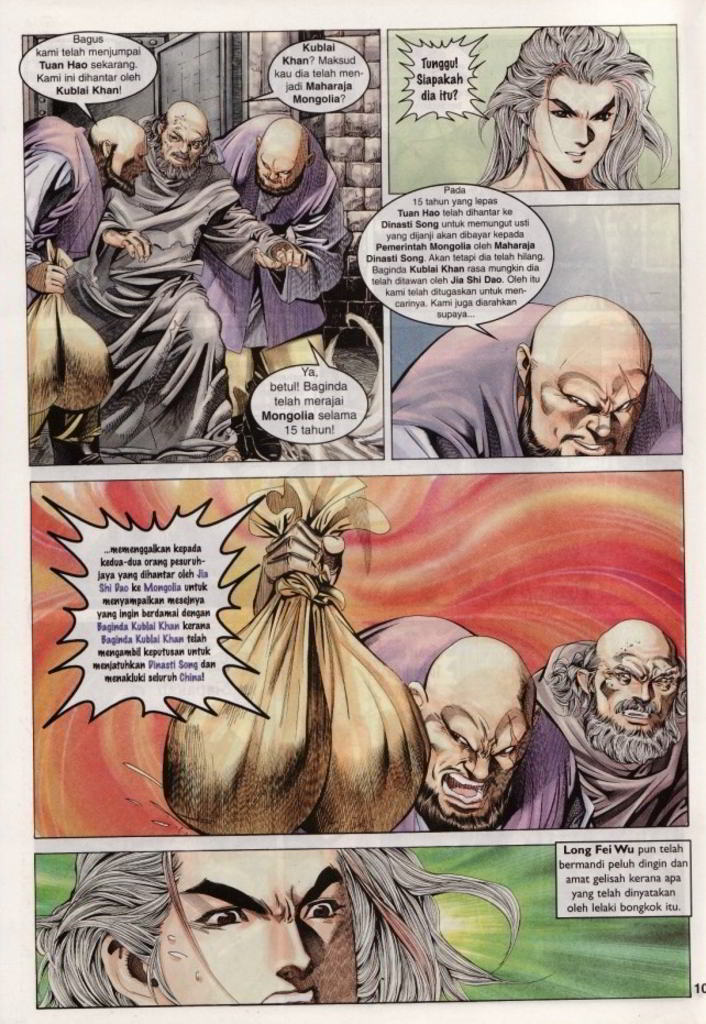 Bagus
kami telah menjumpai
Tuan Hao sekarang.
Kami ini dihantar oleh
Kublai Khan!
Kublai
Khan? Maksud
kau dia telah men-
jadi Maharaja
Mongolia?
Ya,
betul! Baginda
telah merajai
Mongolia selama
15 tahun!
Tunggu!
Siapakah
dia itu?
Pada
15 tahun yang lepas
Tuan Hao telah dihantar ke
Dinasti Song untuk memungut usti
yang dijanji akan dibayar kepada
Pemerintah Mongolia oleh Maharaja
Dinasti Song. Akan tetapi dia telah hilang.
Baginda Kublai Khan rasa mungkin dia
telah ditawan oleh Jia Shi Dao. Oleh itu
kami telah ditugaskan untuk men-
carinya. Kami juga diarahkan
supaya...
...memenggalkan kepada
kedua-dua orang pesuruh-
jaya yang dihantar oleh Jia
Shi Dao ke Mongolia untuk
menyampaikan mesejnya
yang ingin berdamai dengan
Baginda Kublai Khan kerana
Baginda Kublai Khan telah
mengambil keputusan untuk
menjatuhkan Dinasti Song dan
menakluki seluruh China!
Long Fei Wu pun telah
bermandi peluh dingin dan
amat gelisah kerana apa
yang telah dinyatakan
oleh lelaki bongkok itu.
10